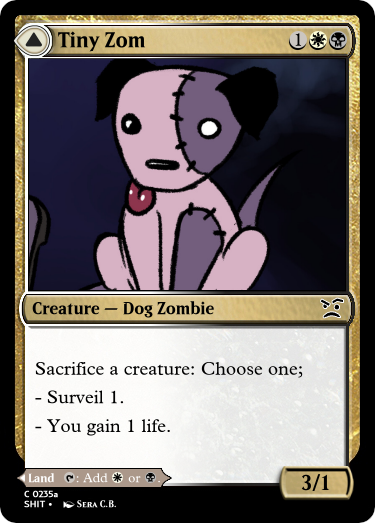 Tiny Zom 1
Creature — Dog Zombie
Sacrifice a creature: Choose one;
- Surveil 1.
- You gain 1 life.
Land : Add or .
3/1
C 0235a
SHIT • Sera C.B.